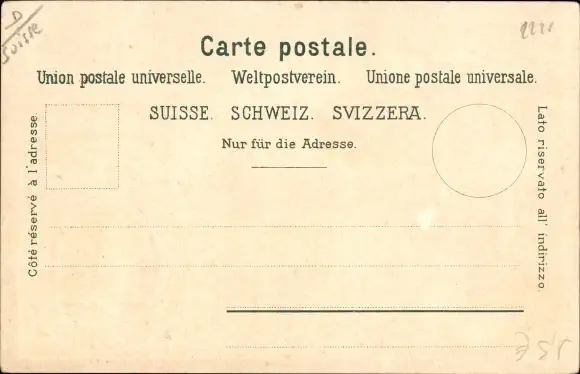 D
Suisse
Carte postale.
Union postale universelle. Weltpostverein. Unione postale universale.
SUISSE. SCHWEIZ. SVIZZERA.
Nur für die Adresse.
Côté réservé à l'adresse.
Lato riservato all' indirizzo.